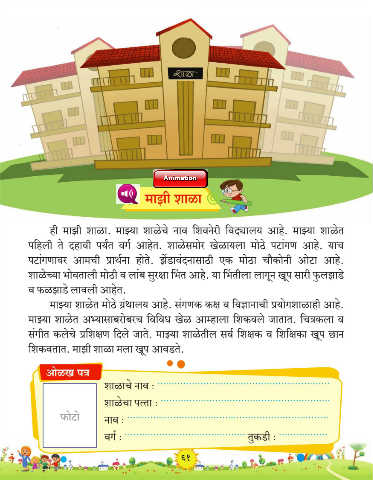 शाळा
Animation
माझी शाळा
ही माझी शाळा. माझ्या शाळेचे नाव शिवनेरी विद्यालय आहे. माझ्या शाळेत
पहिली ते दहावी पर्यंत वर्ग आहेत. शाळेसमोर खेळायला मोठे पटांगण आहे. याच
पटांगणावर आमची प्रार्थना होते. झेंडावंदनासाठी एक मोठा चौकोनी ओटा आहे.
शाळेच्या भोवताली मोठी व लांब सुरक्षा भिंत आहे. या भिंतीला लागून खूप सारी फुलझाडे
व फळझाडे लावली आहेत.
माझ्या शाळेत मोठे ग्रंथालय आहे. संगणक कक्ष व विज्ञानाची प्रयोगशाळाही आहे.
माझ्या शाळेत अभ्यासाबरोबरच विविध खेळ आम्हाला शिकवले जातात. चित्रकला व
संगीत कलेचे प्रशिक्षण दिले जाते. माझ्या शाळेतील सर्व शिक्षक व शिक्षिका खूप छान
शिकवतात. माझी शाळा मला खूप आवडते.
ओळख पत्र
शाळाचे नाव :
शाळेचा पत्ता :
फोटो
नाव :
वर्ग : तुकडी :
६१